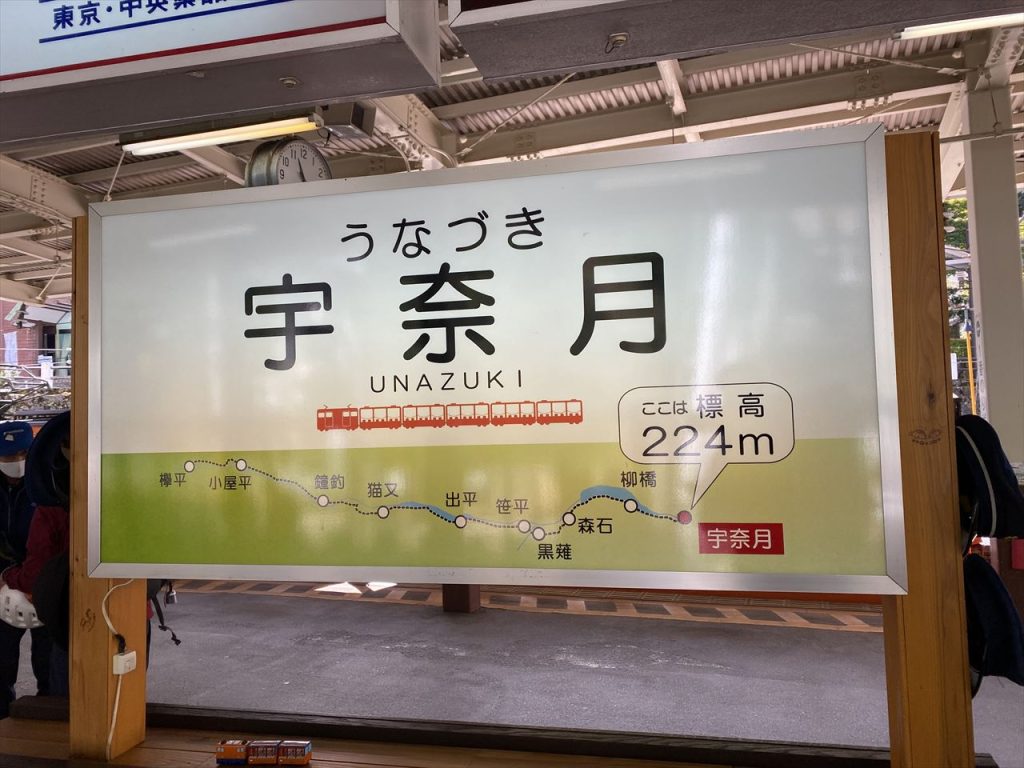 東京・中央
うなづき
宇奈月
UNAZUKI
ここは 標高
224m
欅平
小屋平
鐘釣
猫又
出平
笹平
黒薙
森石
柳橋
宇奈月